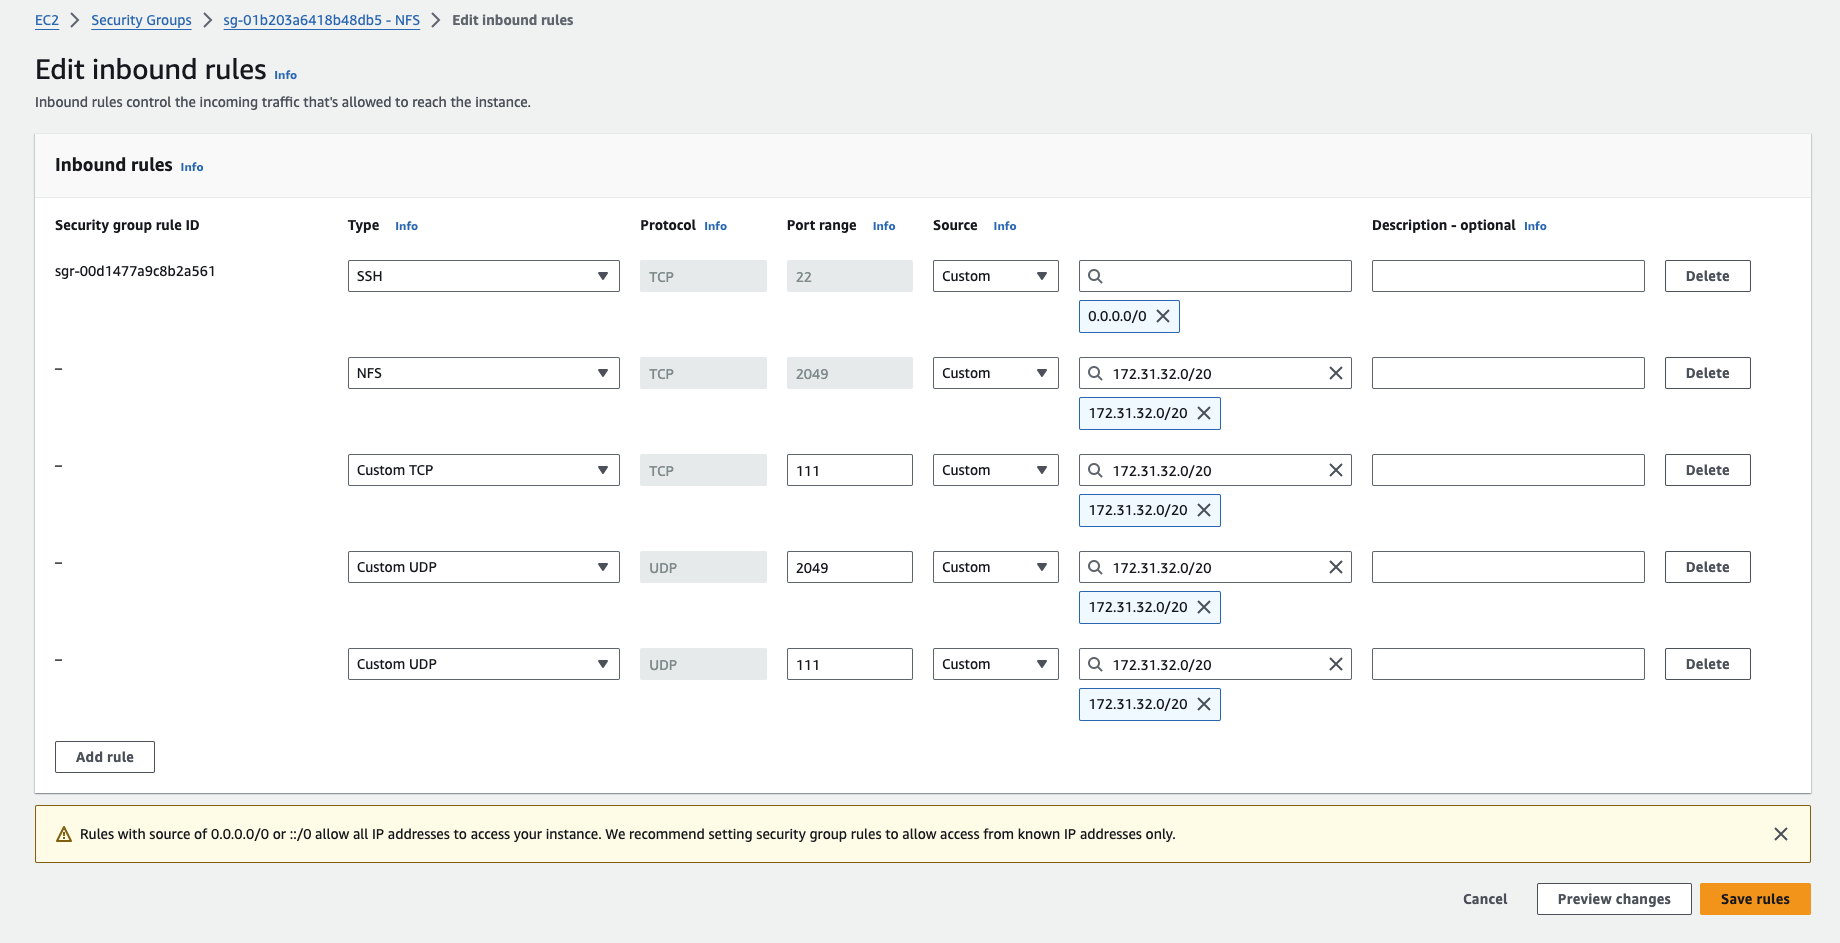 EC2 > Security Groups > sg-01b203a6418b48db5 - NFS > Edit inbound rules
Edit inbound rules Info
Inbound rules control the incoming traffic that's allowed to reach the instance.
Inbound rules Info
Security group rule ID Type Info Protocol Info Port range Info Source Info Description - optional Info
sgr-00d1477a9c8b2a561 SSH TCP 22 Custom Delete
0.0.0.0/0
– NFS TCP 2049 Custom 172.31.32.0/20 Delete
172.31.32.0/20
– Custom TCP TCP 111 Custom 172.31.32.0/20 Delete
172.31.32.0/20
– Custom UDP UDP 2049 Custom 172.31.32.0/20 Delete
172.31.32.0/20
– Custom UDP UDP 111 Custom 172.31.32.0/20 Delete
172.31.32.0/20
Add rule
Rules with source of 0.0.0.0/0 or ::/0 allow all IP addresses to access your instance. We recommend setting security group rules to allow access from known IP addresses only.
Cancel Preview changes Save rules